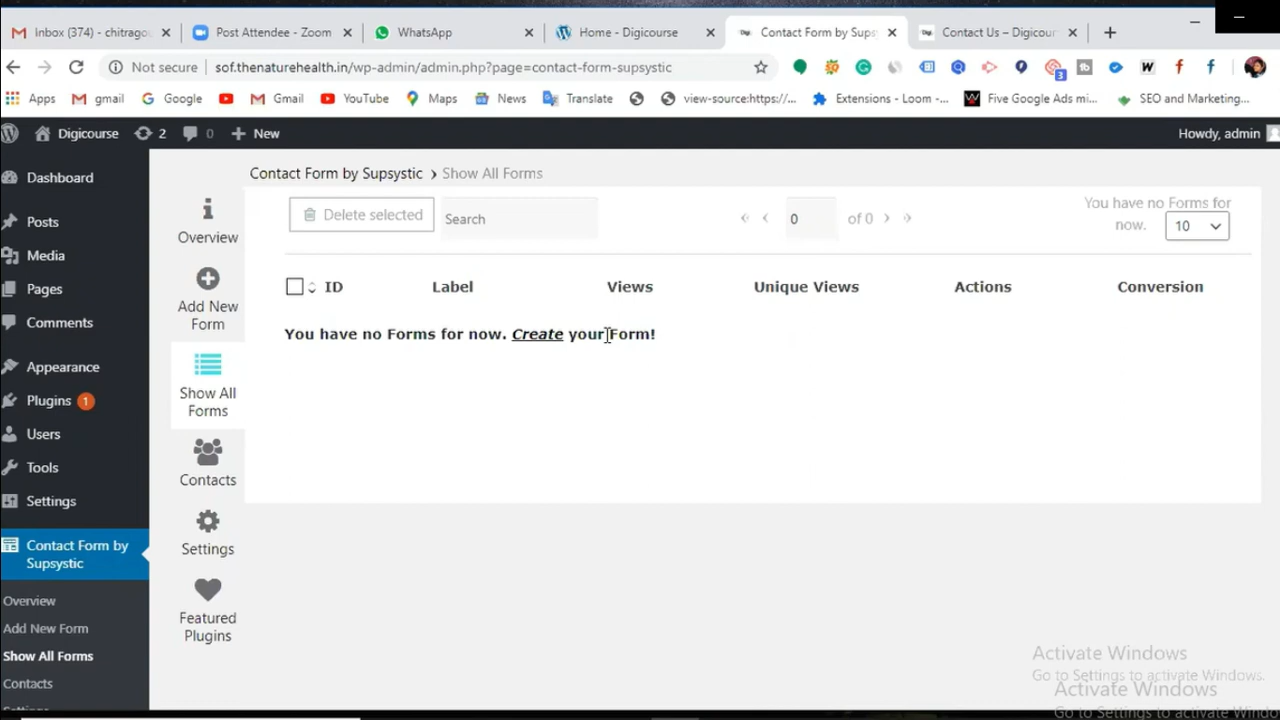 Inbox (374) - chitragou
Post Attendee - Zoom
WhatsApp
Home - Digicourse
Contact Form by Sups
Contact Us – Digicour
Not secure
sof.thenaturehealth.in/wp-admin/admin.php?page=contact-form-supsystic
3
Apps
gmail
Google
Gmail
YouTube
Maps
News
Translate
view-source:https://...
Extensions - Loom -...
Five Google Ads mi...
SEO and Marketing...
Digicourse
2
0
New
Howdy, admin
Dashboard
Posts
Media
Pages
Comments
Appearance
Plugins 1
Users
Tools
Settings
Contact Form by
Supsystic
Overview
Add New Form
Show All Forms
Contacts
Overview
Add New
Form
Show All
Forms
Contacts
Settings
Featured
Plugins
Contact Form by Supsystic › Show All Forms
Delete selected
Search
0 of 0
You have no Forms for
now. 10
ID Label Views Unique Views Actions Conversion
You have no Forms for now. Create your Form!
Activate Windows
Go to Settings to activate Windows.
Activate Windows
Go to Settings to activate Windo